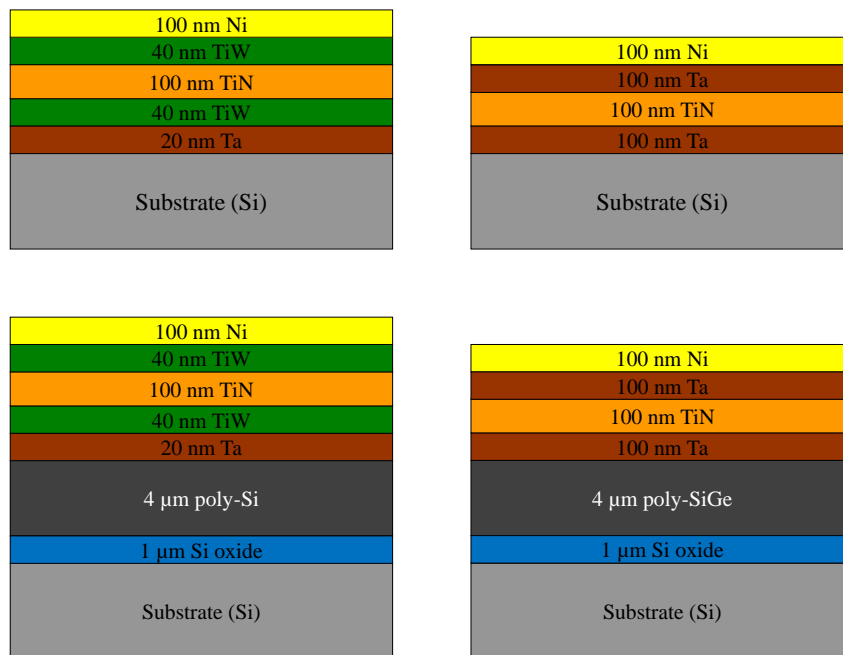 100 nm Ni
40 nm TiW
100 nm TiN
40 nm TiW
20 nm Ta
Substrate (Si)
100 nm Ni
100 nm Ta
100 nm TiN
100 nm Ta
Substrate (Si)
100 nm Ni
40 nm TiW
100 nm TiN
40 nm TiW
20 nm Ta
4 µm poly-Si
1 µm Si oxide
Substrate (Si)
100 nm Ni
100 nm Ta
100 nm TiN
100 nm Ta
4 µm poly-SiGe
1 µm Si oxide
Substrate (Si)